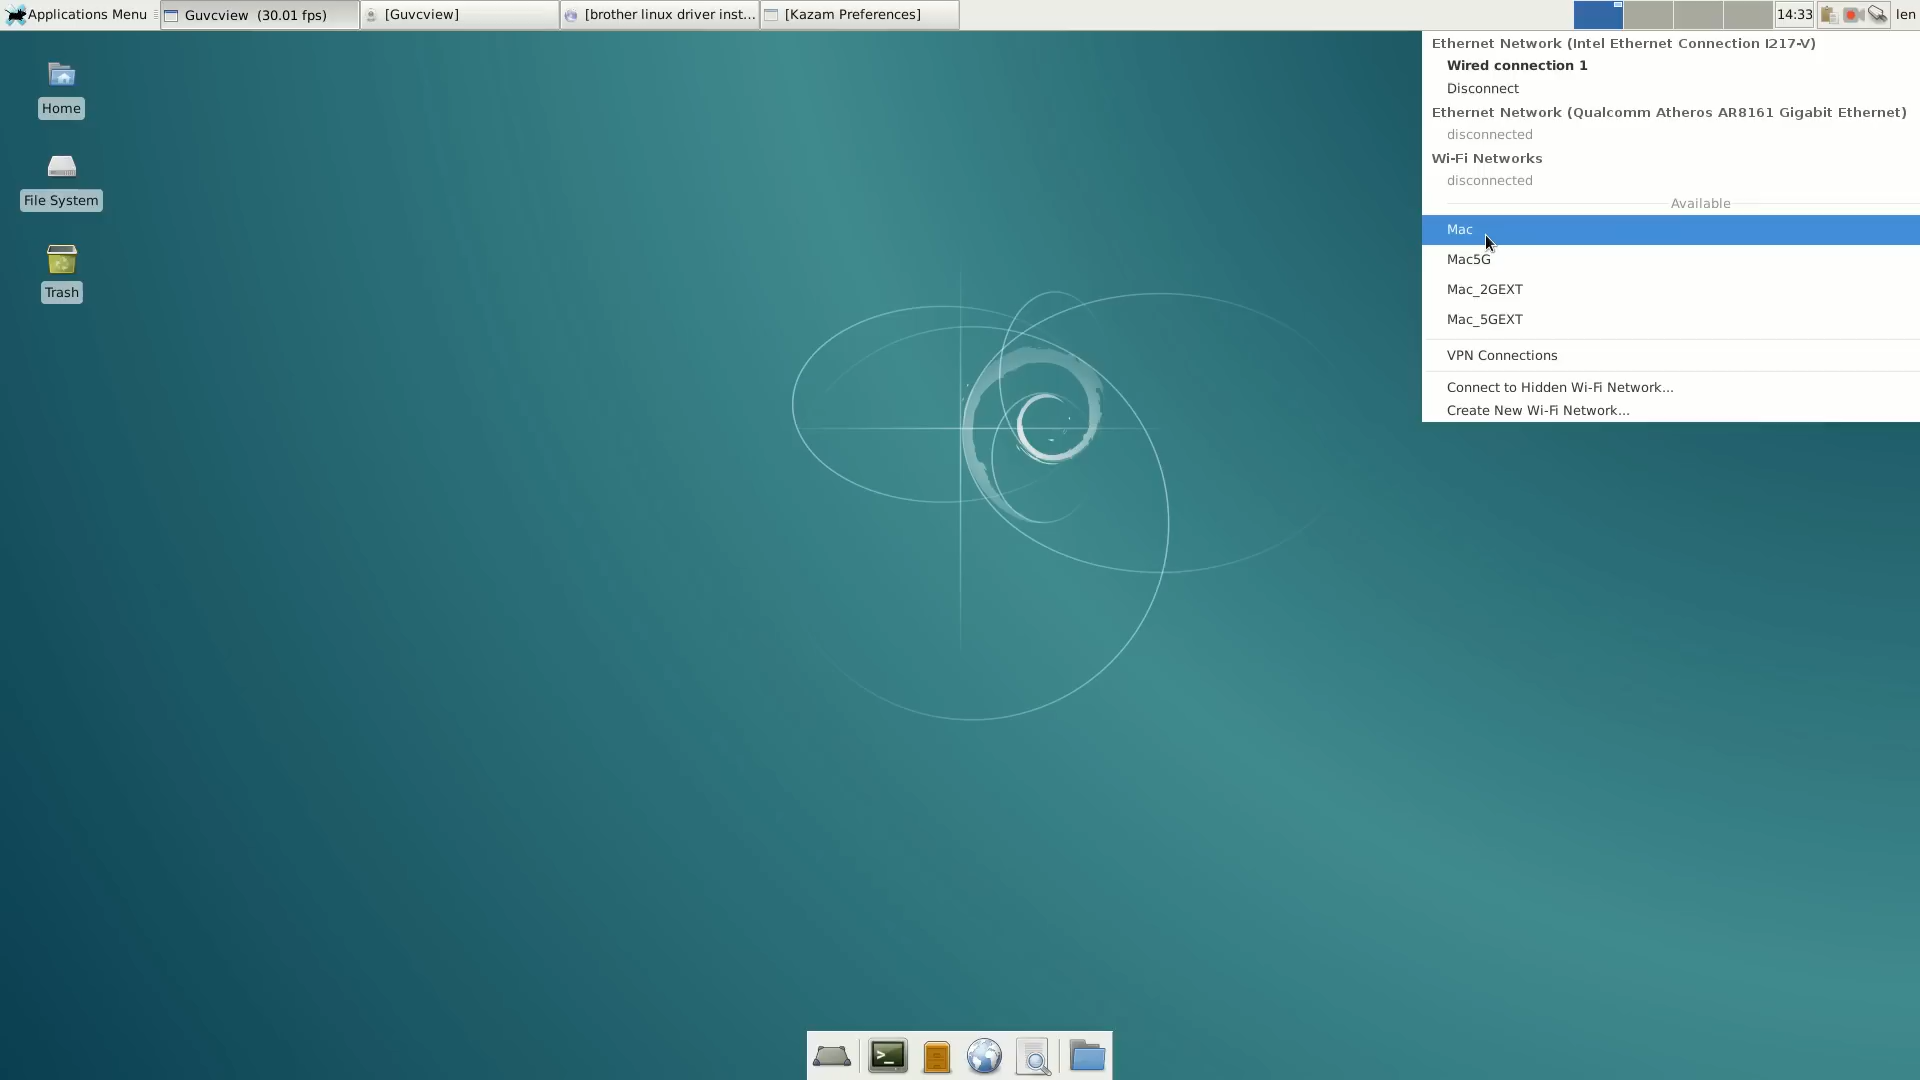 Applications Menu
Guvcview (30.01 fps)
[Guvcview]
[brother linux driver inst...
[Kazam Preferences]
14:33
len
Home
File System
Trash
Ethernet Network (Intel Ethernet Connection I217-V)
Wired connection 1
Disconnect
Ethernet Network (Qualcomm Atheros AR8161 Gigabit Ethernet)
disconnected
Wi-Fi Networks
disconnected
Available
Mac
Mac5G
Mac_2GEXT
Mac_5GEXT
VPN Connections
Connect to Hidden Wi-Fi Network...
Create New Wi-Fi Network...